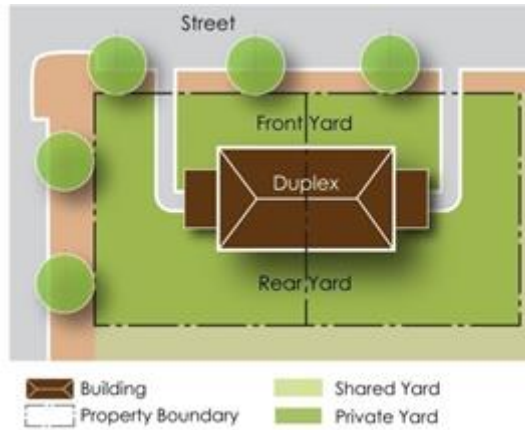 Street
Front Yard
Duplex
Rear Yard
Building
Shared Yard
Property Boundary
Private Yard